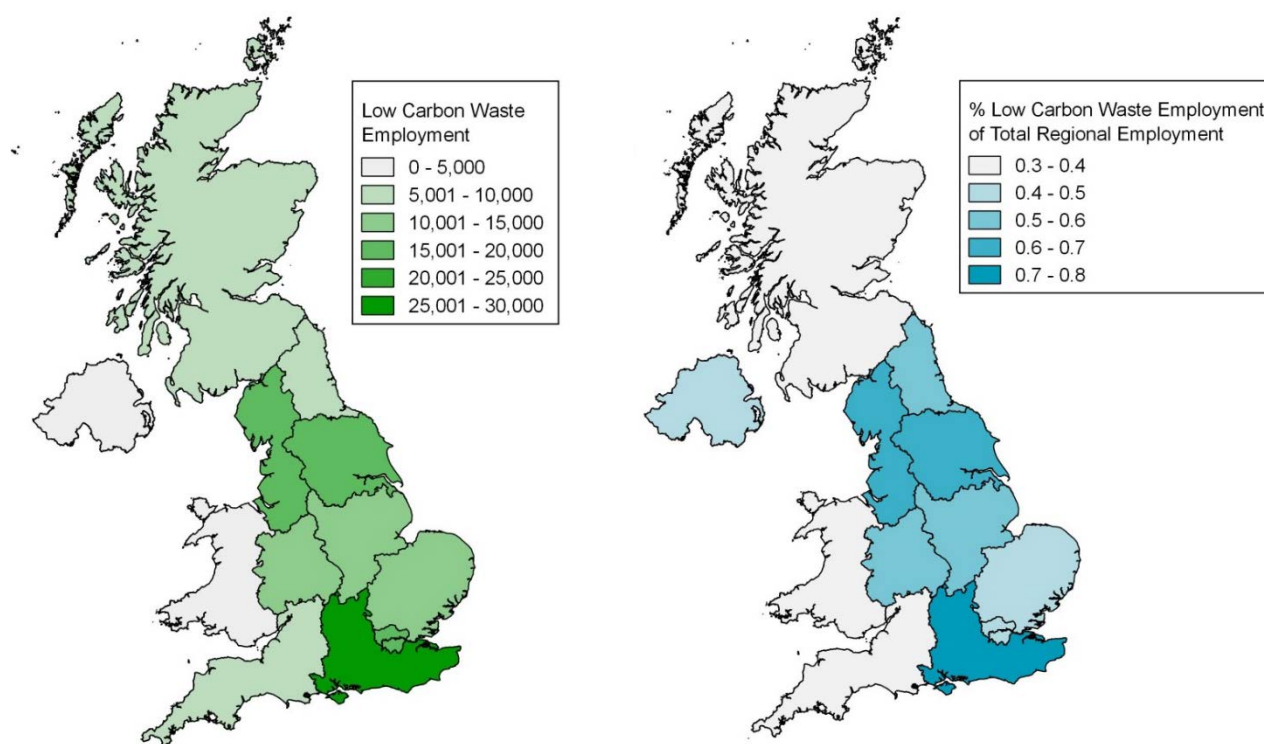 Low Carbon Waste
Employment
0 - 5,000
5,001 - 10,000
10,001 - 15,000
15,001 - 20,000
20,001 - 25,000
25,001 - 30,000
% Low Carbon Waste Employment
of Total Regional Employment
0.3 - 0.4
0.4 - 0.5
0.5 - 0.6
0.6 - 0.7
0.7 - 0.8